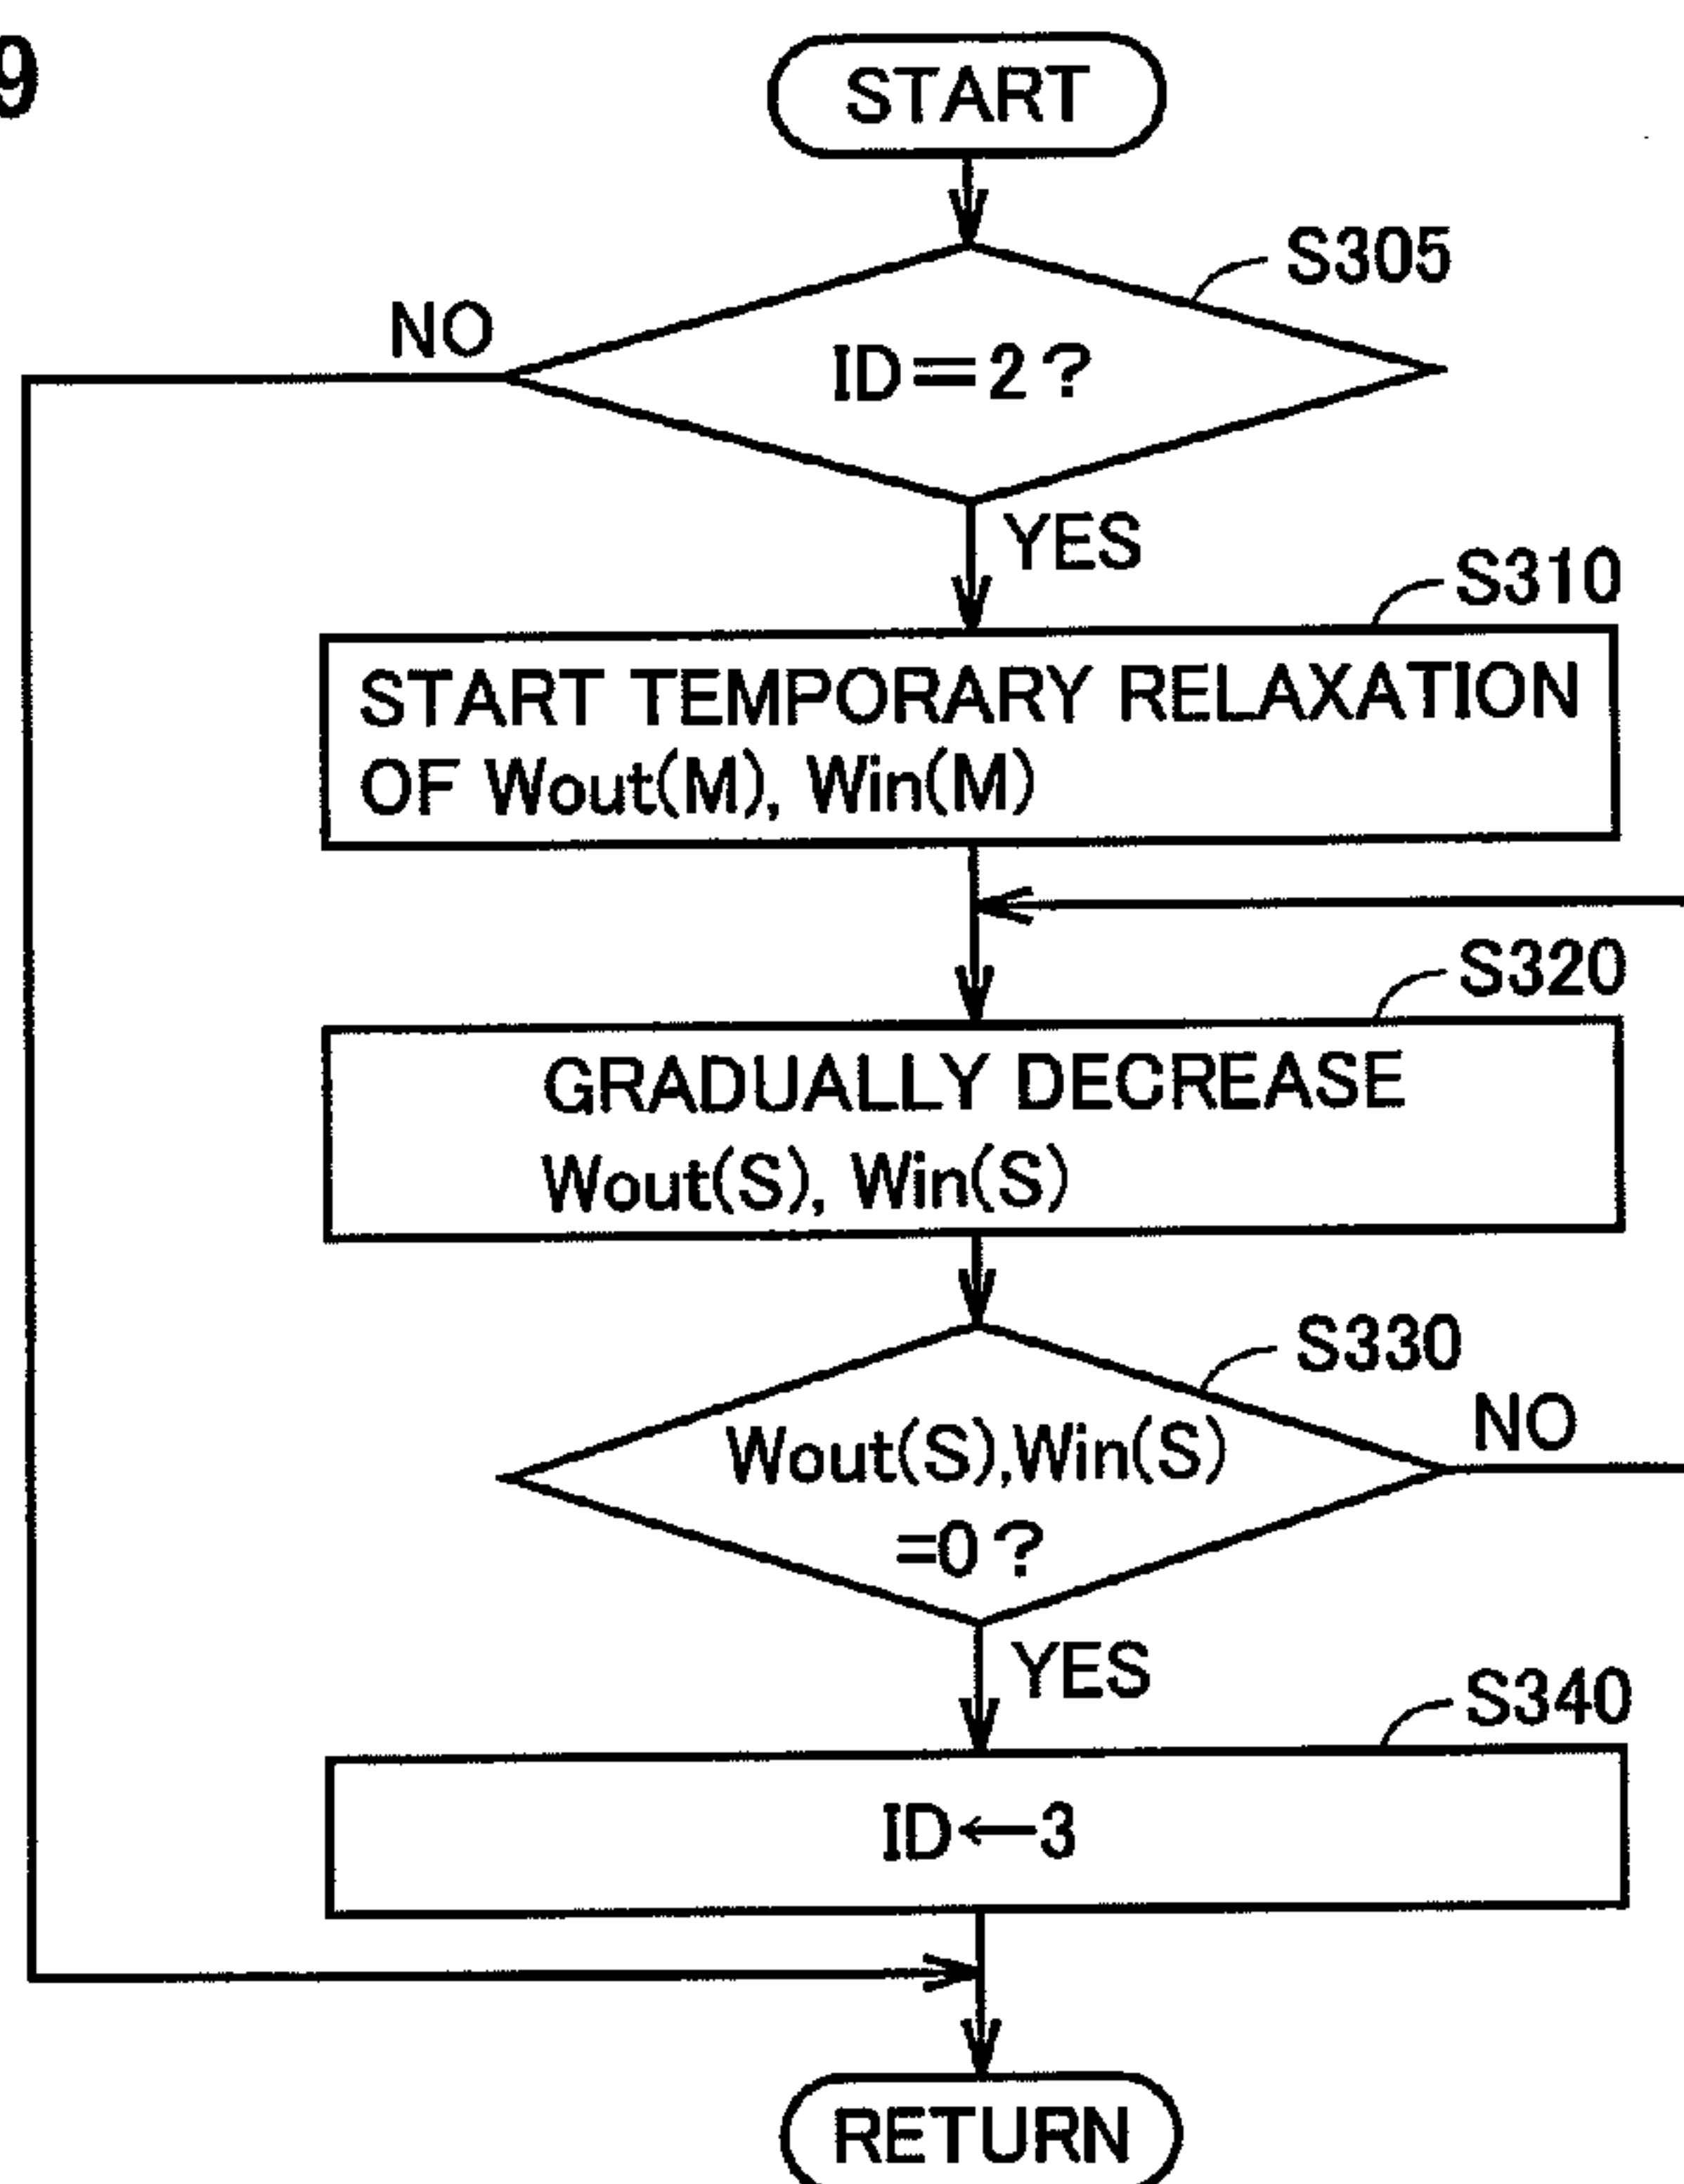 9
START
S305
NO
ID=2?
YES
S310
START TEMPORARY RELAXATION
OF Wout(M), Win(M)
S320
GRADUALLY DECREASE
Wout(S), Win(S)
S330
Wout(S),Win(S)
=0?
NO
YES
S340
ID←3
RETURN